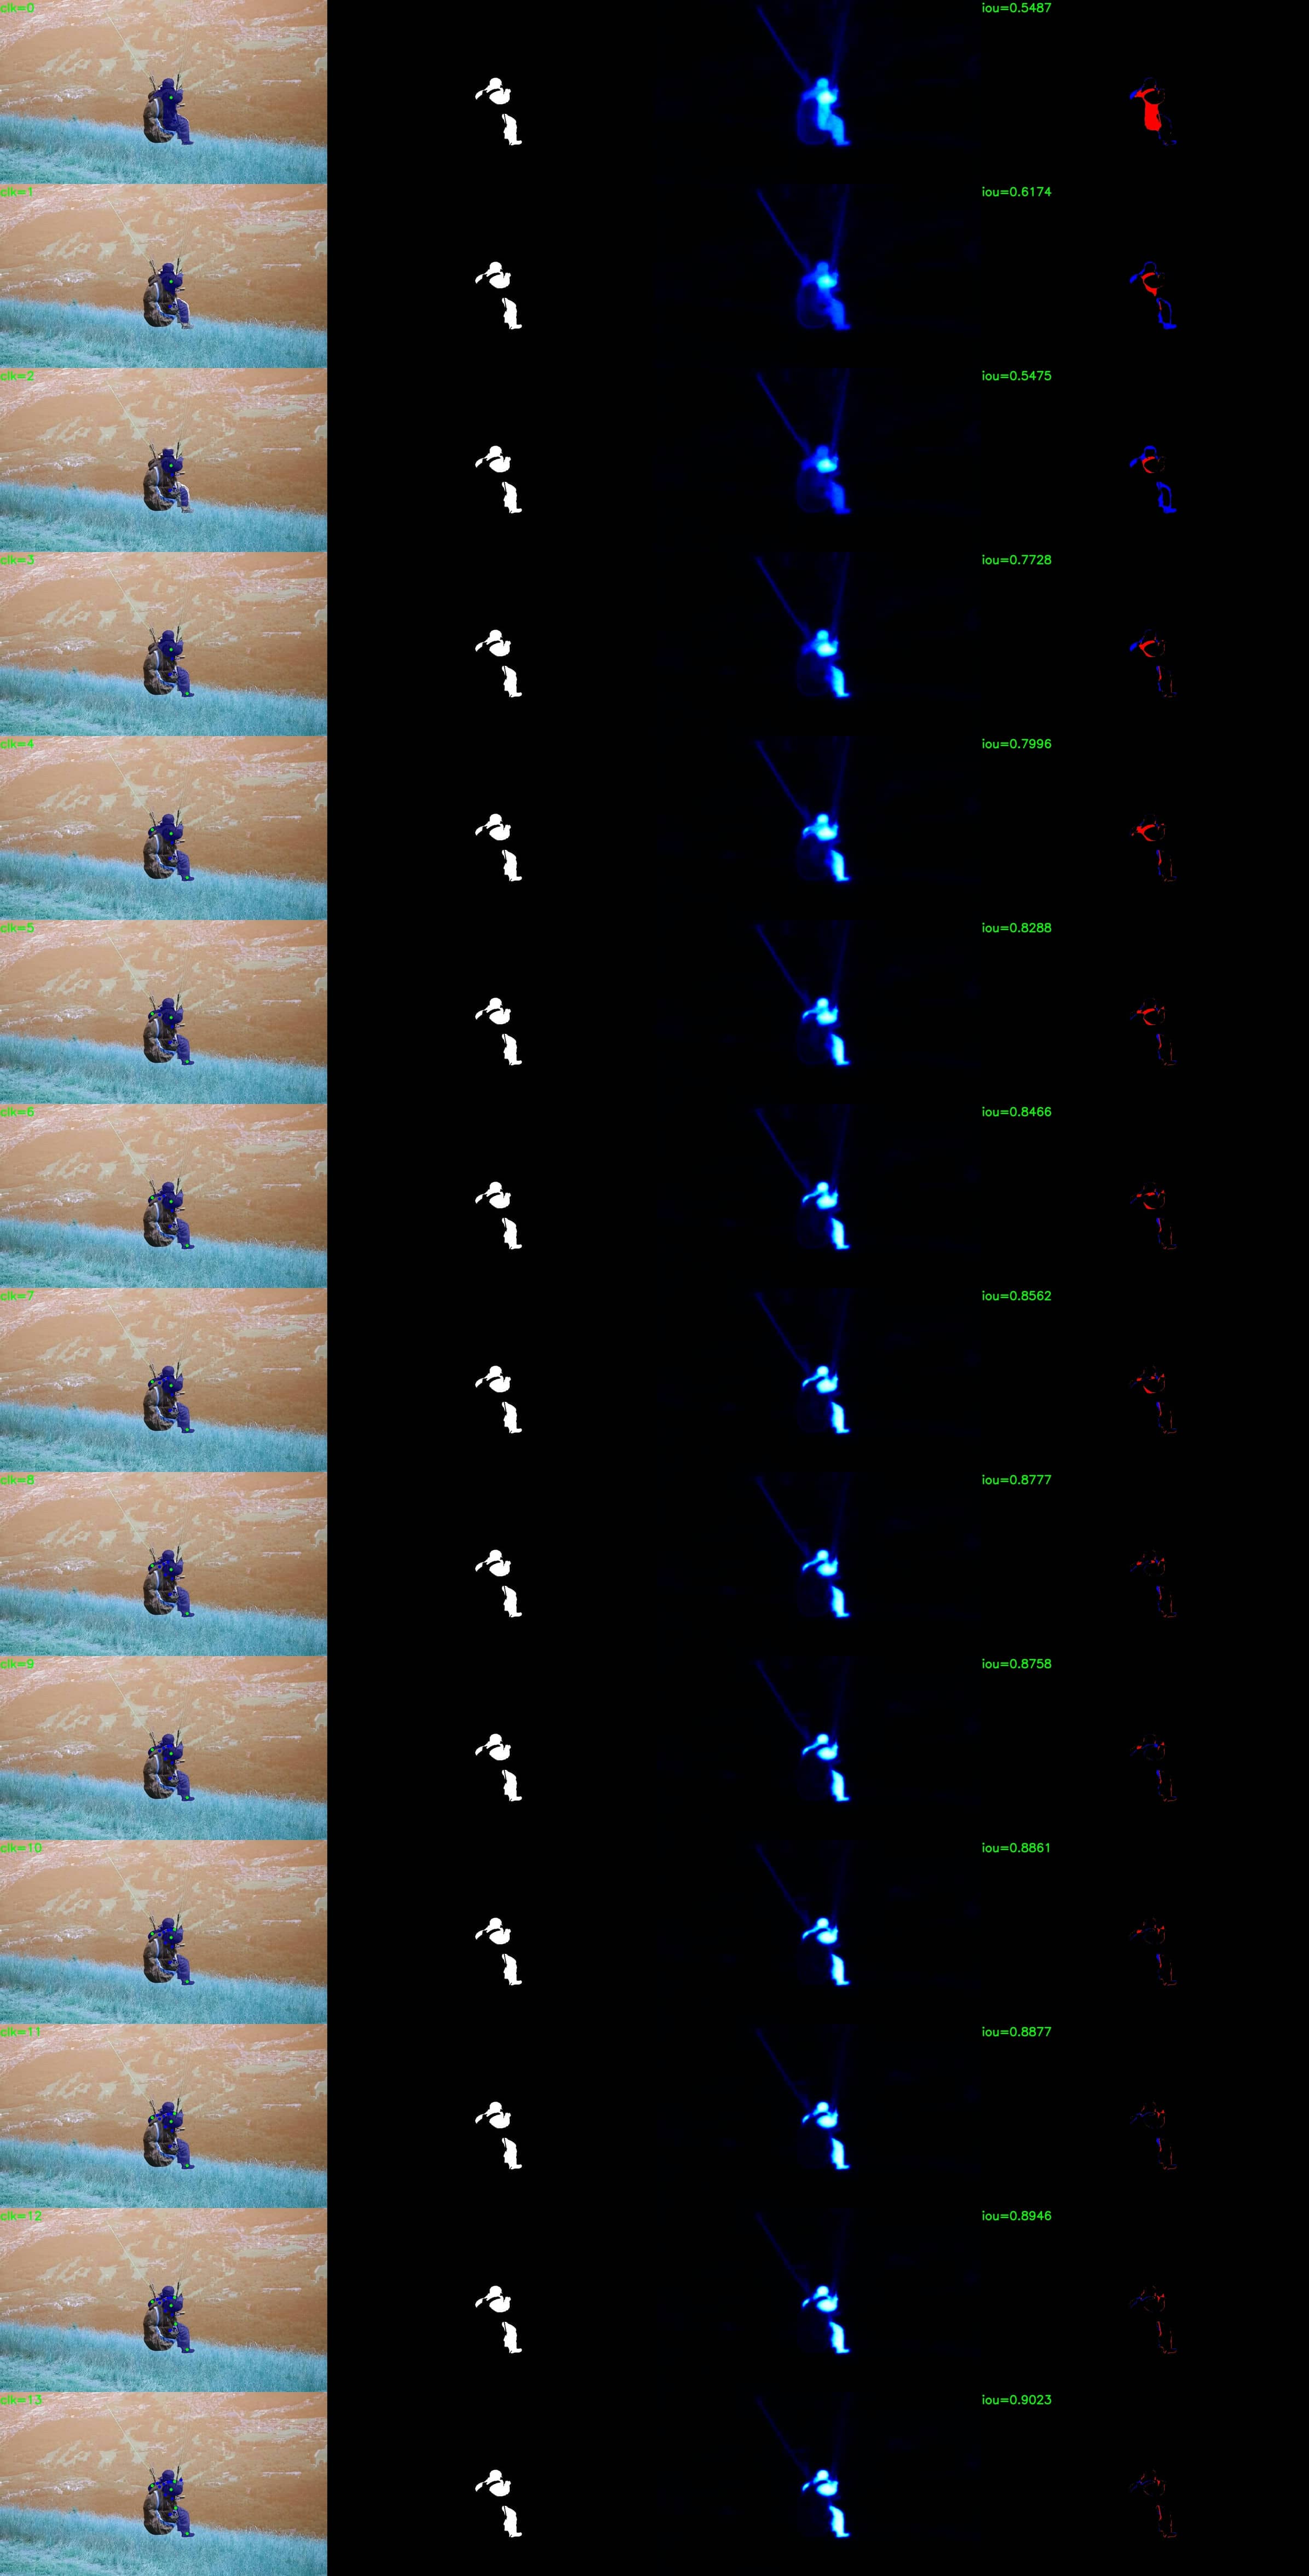 clk=0 iou=0.5487
clk=1 iou=0.6174
clk=2 iou=0.5475
clk=3 iou=0.7728
clk=4 iou=0.7996
clk=5 iou=0.8288
clk=6 iou=0.8466
clk=7 iou=0.8562
clk=8 iou=0.8777
clk=9 iou=0.8758
clk=10 iou=0.8861
clk=11 iou=0.8877
clk=12 iou=0.8946
clk=13 iou=0.9023